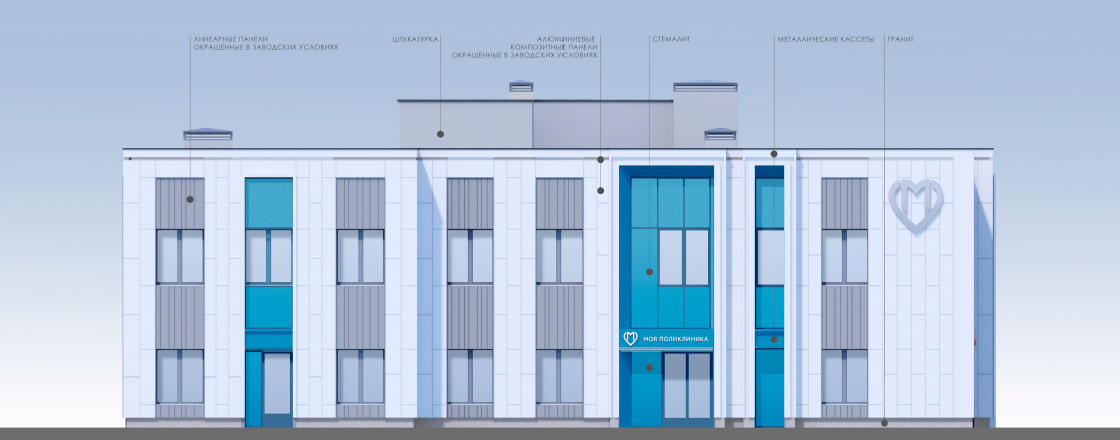 ЛИНЕАРНЫЕ ПАНЕЛИ
ОКРАШЕННЫЕ В ЗАВОДСКИХ УСЛОВИЯХ
ШТУКАТУРКА
АЛЮМИНИЕВЫЕ
КОМПОЗИТНЫЕ ПАНЕЛИ
ОКРАШЕННЫЕ В ЗАВОДСКИХ УСЛОВИЯХ
СТЕМАЛИТ
МЕТАЛЛИЧЕСКИЕ КАССЕТЫ
ГРАНИТ
М
М МОЯ ПОЛИКЛИНИКА